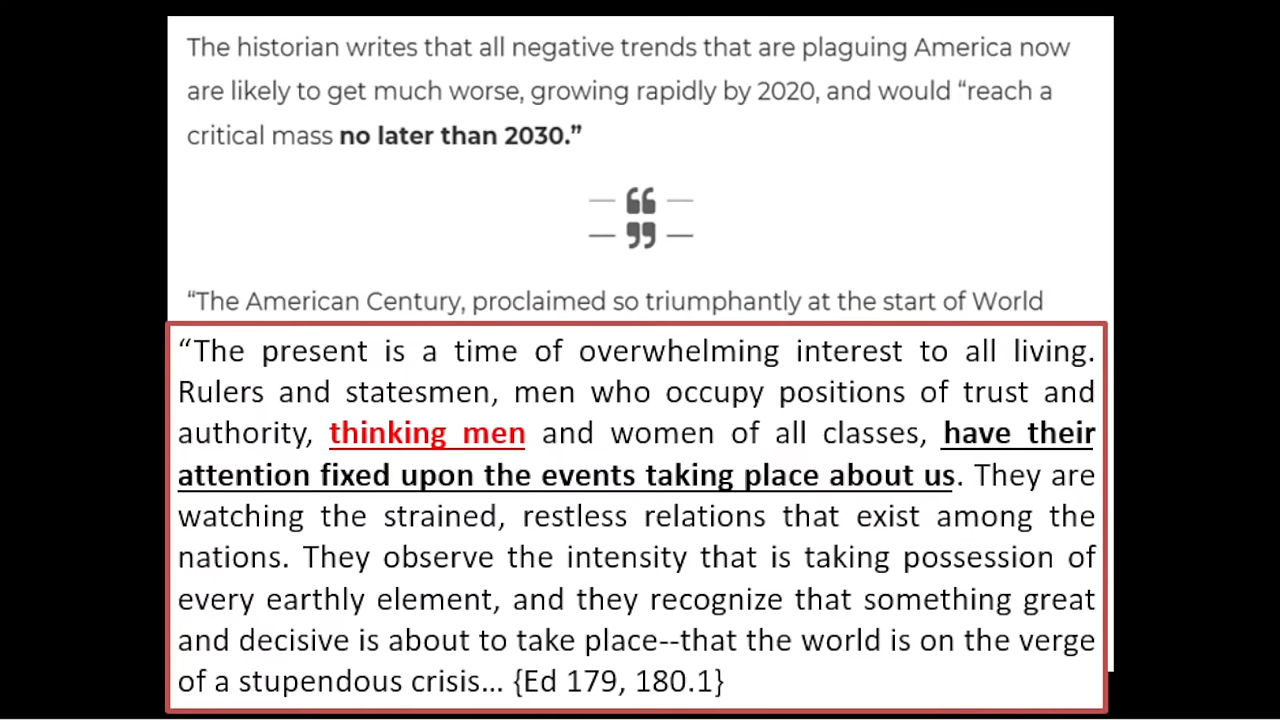 The historian writes that all negative trends that are plaguing America now
are likely to get much worse, growing rapidly by 2020, and would “reach a
critical mass no later than 2030.”
— “ —
— ” —
“The American Century, proclaimed so triumphantly at the start of World
“The present is a time of overwhelming interest to all living.
Rulers and statesmen, men who occupy positions of trust and
authority, thinking men and women of all classes, have their
attention fixed upon the events taking place about us. They are
watching the strained, restless relations that exist among the
nations. They observe the intensity that is taking possession of
every earthly element, and they recognize that something great
and decisive is about to take place--that the world is on the verge
of a stupendous crisis... {Ed 179, 180.1}